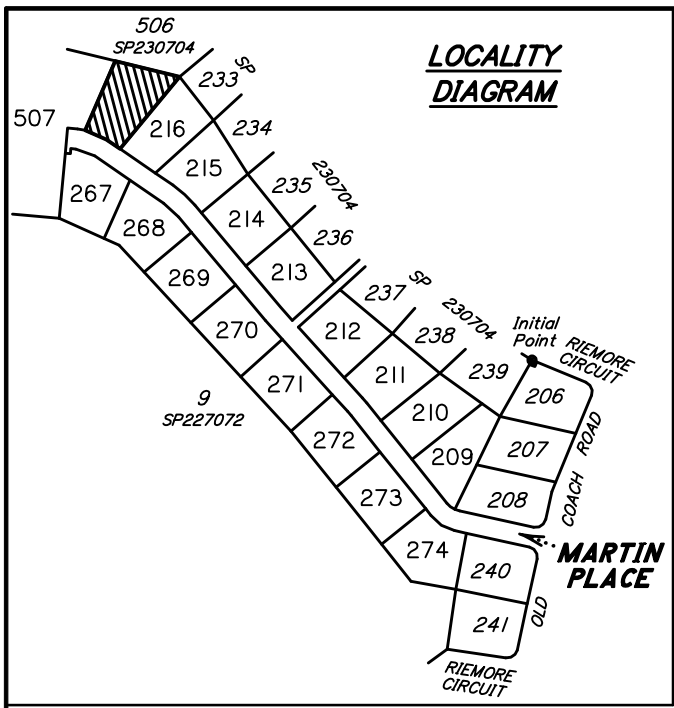 506
SP230704
LOCALITY
DIAGRAM
233
SP
507
216
234
215
235
230704
267
214
236
268
213
269
237
SP
230704
212
238
Initial
Point
RIEMORE
CIRCUIT
270
211
239
206
9
SP227072
271
210
ROAD
272
209
207
COACH
273
208
274
240
MARTIN
PLACE
OLD
241
RIEMORE
CIRCUIT